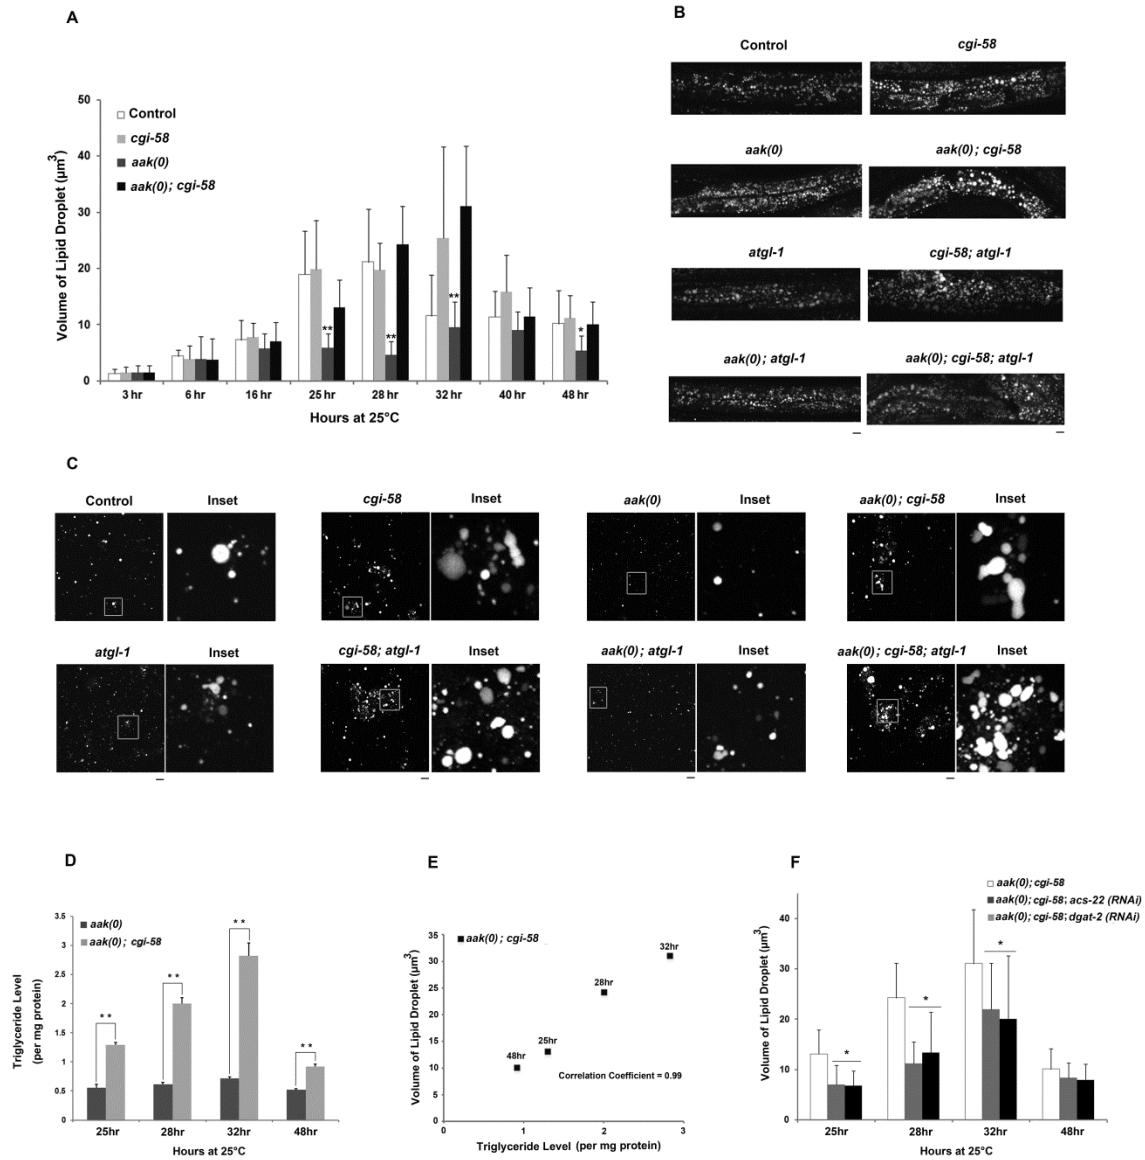 A
Volume of Lipid Droplet (µm³)
50
40
30
20
10
0
Control
cgi-58
aak(0)
aak(0); cgi-58
**
**
**
*
3 hr
6 hr
16 hr
25 hr
28 hr
32 hr
40 hr
48 hr
Hours at 25°C
B
Control
cgi-58
aak(0)
aak(0); cgi-58
atgl-1
cgi-58; atgl-1
aak(0); atgl-1
aak(0); cgi-58; atgl-1
C
Control
Inset
cgi-58
Inset
aak(0)
Inset
aak(0); cgi-58
Inset
atgl-1
Inset
cgi-58; atgl-1
Inset
aak(0); atgl-1
Inset
aak(0); cgi-58; atgl-1
Inset
D
Triglyceride Level
(per mg protein)
3.5
3
2.5
2
1.5
1
0.5
0
aak(0)
aak(0); cgi-58
* *
* *
* *
* *
25hr
28hr
32hr
48hr
Hours at 25°C
E
Volume of Lipid Droplet (µm³)
35
30
25
20
15
10
5
0
aak(0); cgi-58
32hr
28hr
25hr
48hr
Correlation Coefficient = 0.99
0
1
2
3
Triglyceride Level (per mg protein)
F
Volume of Lipid Droplet (µm³)
40
30
20
10
0
aak(0); cgi-58
aak(0); cgi-58; acs-22 (RNAi)
aak(0); cgi-58; dgat-2 (RNAi)
*
*
*
25hr
28hr
32hr
48hr
Hours at 25°C